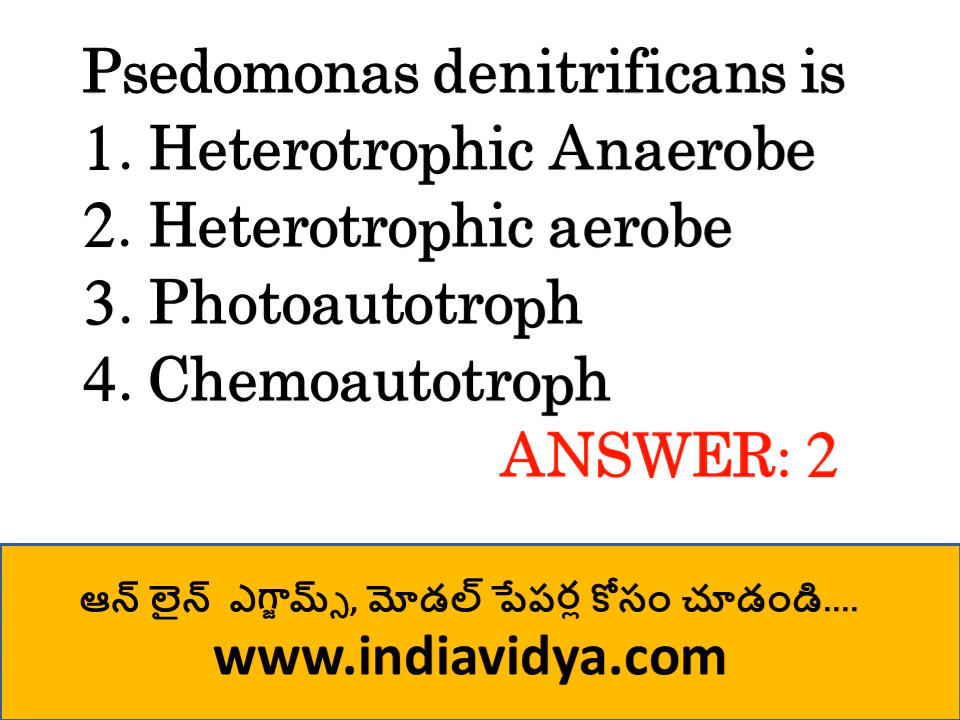 Psedomonas denitrificans is
1. Heterotrophic Anaerobe
2. Heterotrophic aerobe
3. Photoautotroph
4. Chemoautotroph
ANSWER: 2
ఆన్ లైన్ ఎగ్జామ్స్, మోడల్ పేపర్ల కోసం చూడండి....
www.indiavidya.com